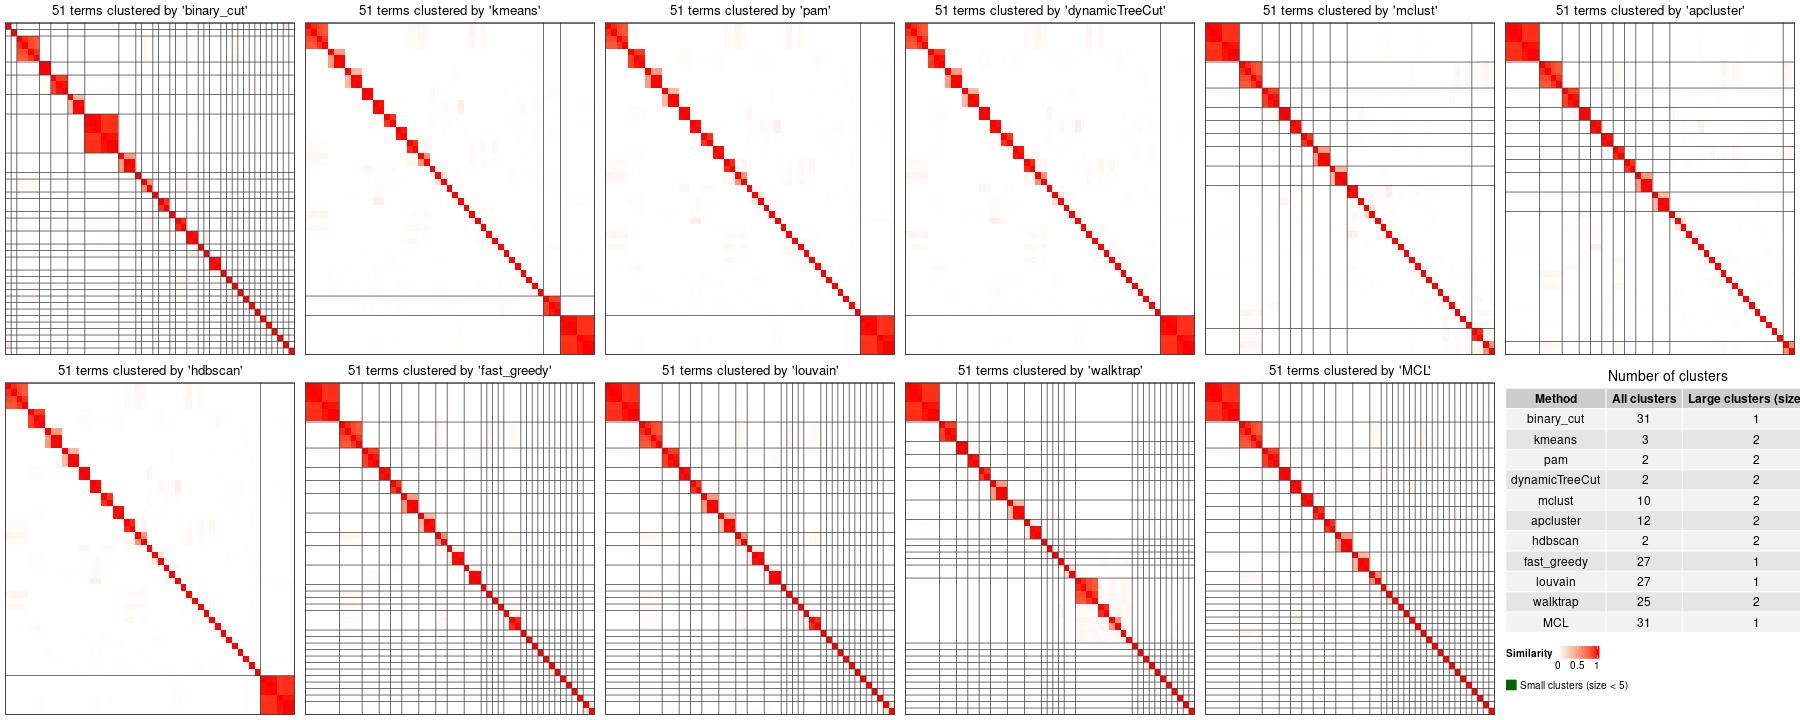 51 terms clustered by 'binary_cut'
51 terms clustered by 'kmeans'
51 terms clustered by 'pam'
51 terms clustered by 'dynamicTreeCut'
51 terms clustered by 'mclust'
51 terms clustered by 'apcluster'
51 terms clustered by 'hdbscan'
51 terms clustered by 'fast_greedy'
51 terms clustered by 'louvain'
51 terms clustered by 'walktrap'
51 terms clustered by 'MCL'
Number of clusters
Method All clusters Large clusters (size
binary_cut 31 1
kmeans 3 2
pam 2 2
dynamicTreeCut 2 2
mclust 10 2
apcluster 12 2
hdbscan 2 2
fast_greedy 27 1
louvain 27 1
walktrap 25 2
MCL 31 1
Similarity
0 0.5 1
Small clusters (size < 5)